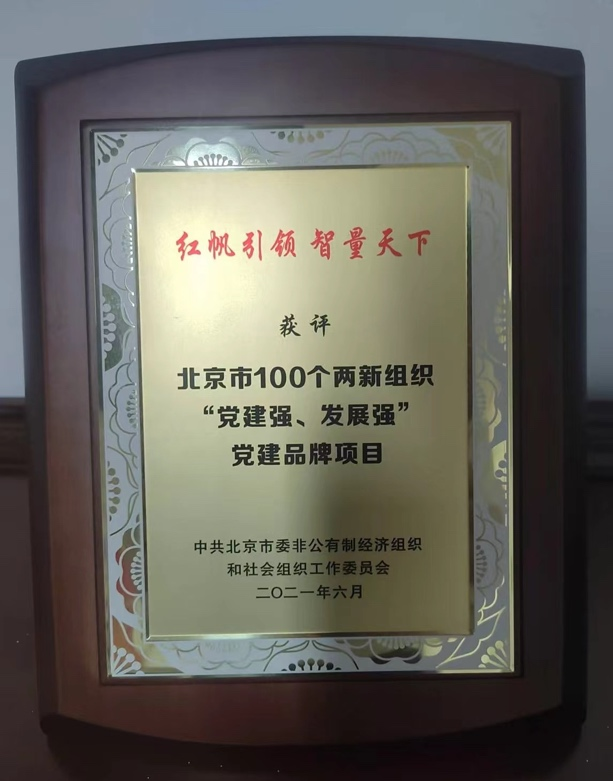 红帆引领 智量天下
获评
北京市100个两新组织
“党建强、发展强”
党建品牌项目
中共北京市委非公有制经济组织
和社会组织工作委员会
二〇二一年六月